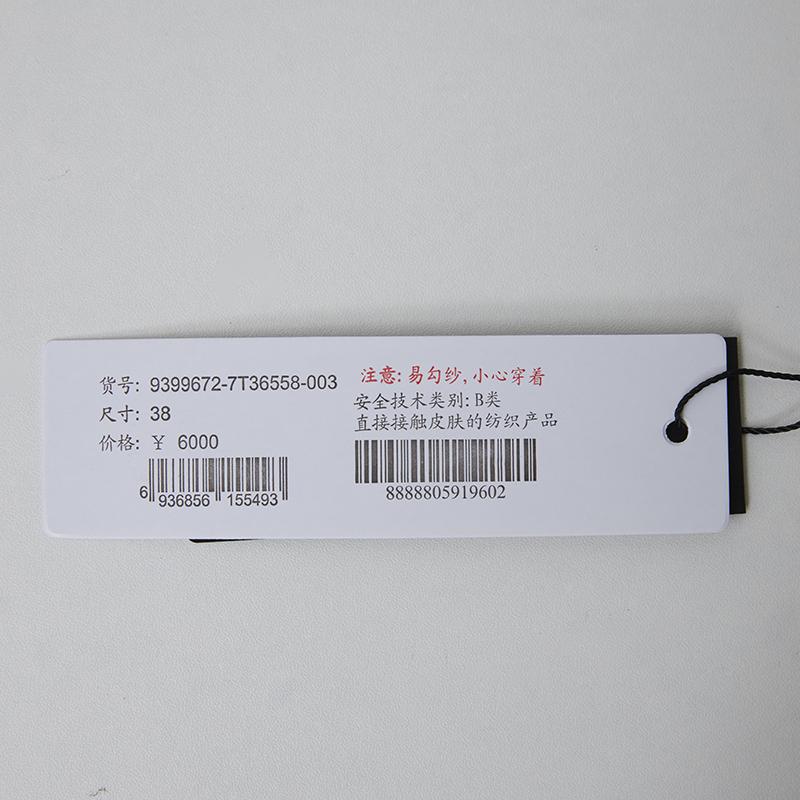 货号: 9399672-7T36558-003
尺寸: 38
价格: ¥ 6000
6 936856 155493
注意: 易勾纱, 小心穿着
安全技术类别: B类
直接接触皮肤的纺织产品
8888805919602